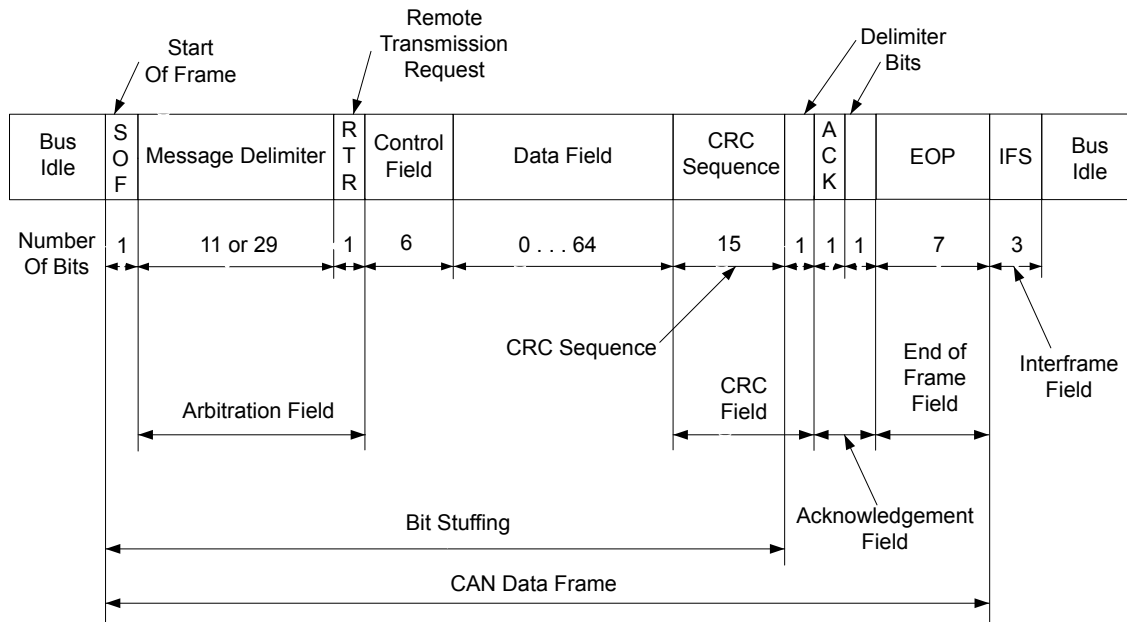 Start
Of Frame
Remote
Transmission
Request
Delimiter
Bits
Bus
Idle
S
O
F
Message Delimiter
R
T
R
Control
Field
Data Field
CRC
Sequence
A
C
K
EOP
IFS
Bus
Idle
Number
Of Bits
1
11 or 29
1
6
0 . . . 64
15
1
1
1
7
3
CRC Sequence
End of
Frame
Field
Interframe
Field
Arbitration Field
CRC
Field
Bit Stuffing
Acknowledgement
Field
CAN Data Frame